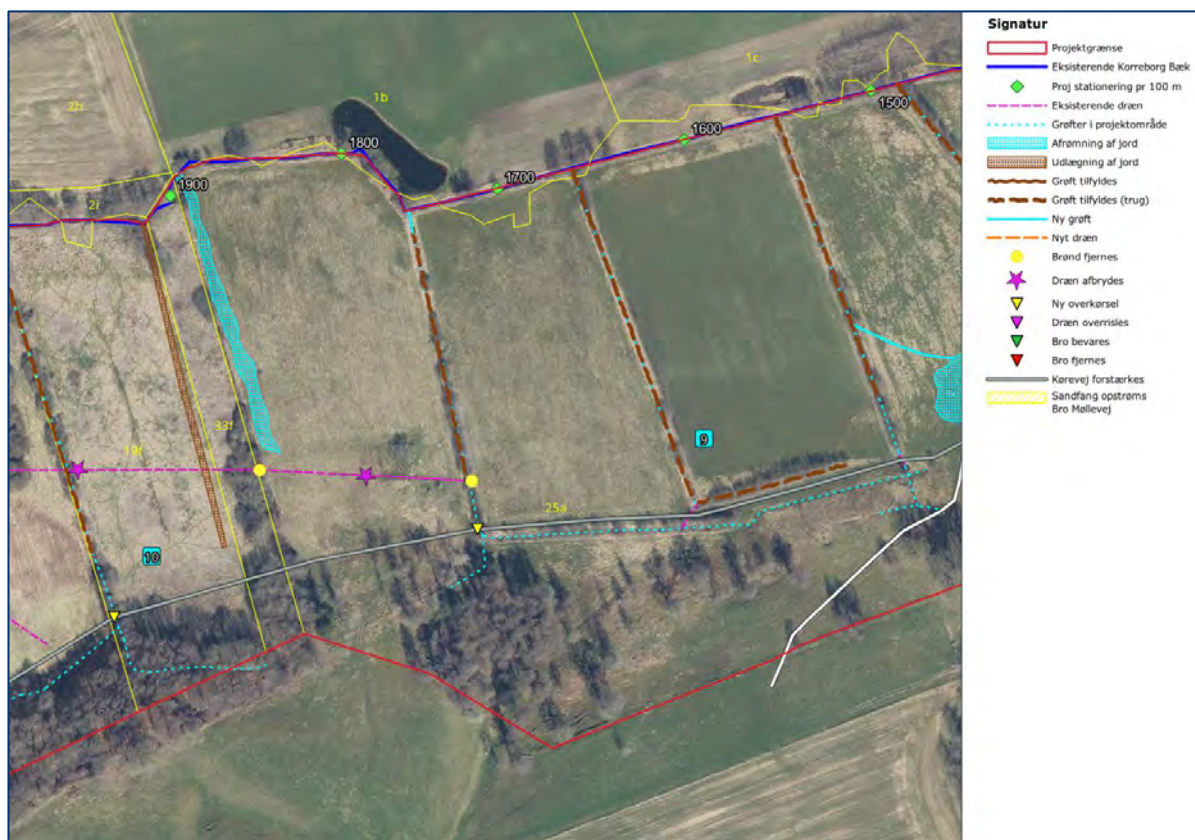 1b
1c
2h
1500
1600
1800
1700
1900
2i
9
19f
33f
25a
10
Signatur
Projektgrænse
Eksisterende Korreborg Bæk
Proj stationering pr 100 m
Eksisterende dræn
Grøfter i projektområde
Afrømning af jord
Udlægning af jord
Grøft tilfyldes
Grøft tilfyldes (trug)
Ny grøft
Nyt dræn
Brønd fjernes
Dræn afbrydes
Ny overkørsel
Dræn overrisles
Bro bevares
Bro fjernes
Kørevej forstærkes
Sandfang opstrøms
Bro Møllevej